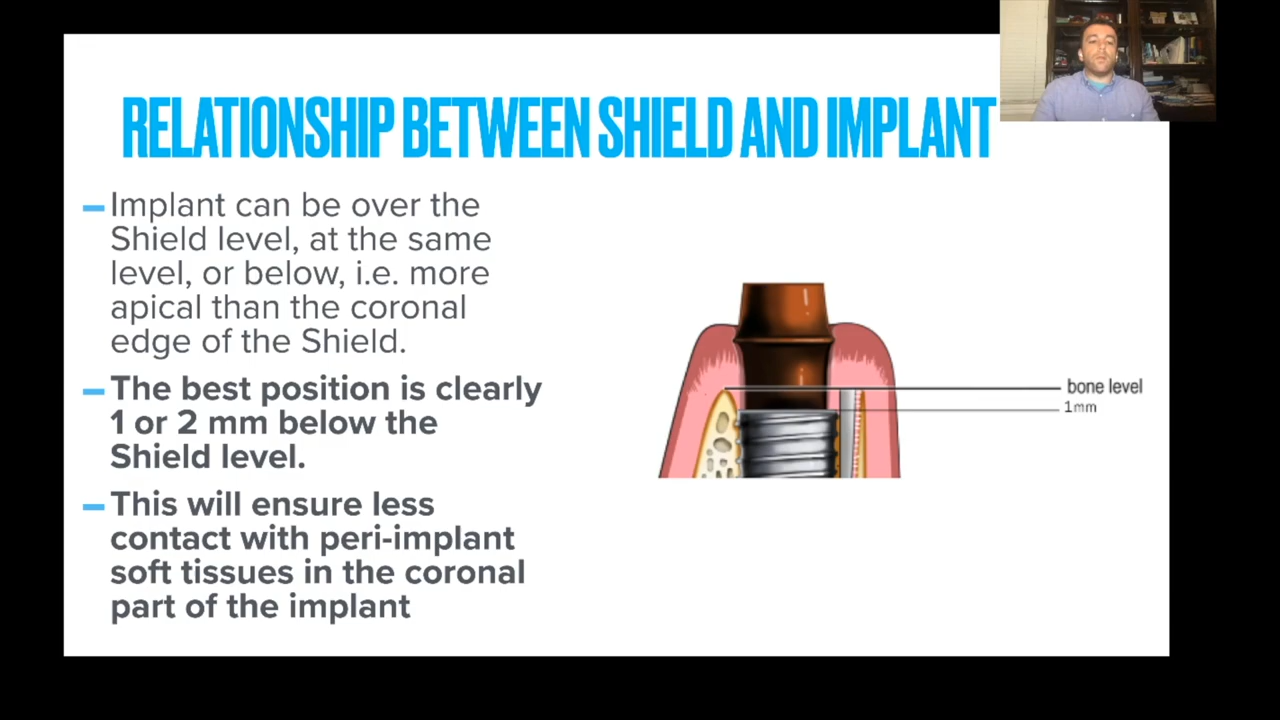 RELATIONSHIP BETWEEN SHIELD AND IMPLANT
Implant can be over the
Shield level, at the same
level, or below, i.e. more
apical than the coronal
edge of the Shield.
The best position is clearly
1 or 2 mm below the
Shield level.
This will ensure less
contact with peri-implant
soft tissues in the coronal
part of the implant
bone level
1mm